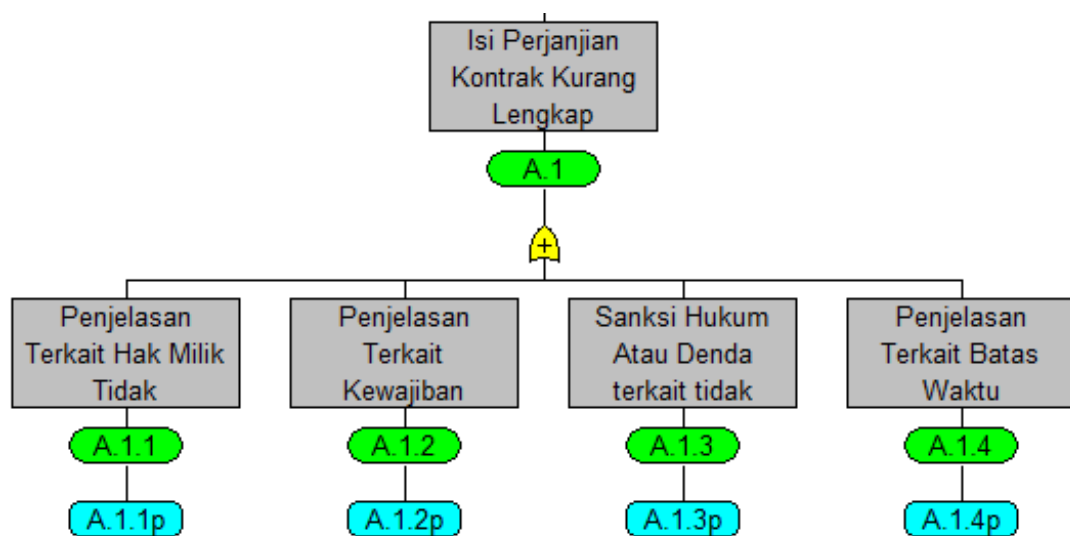 Isi Perjanjian
Kontrak Kurang
Lengkap
A.1
+
Penjelasan
Terkait Hak Milik
Tidak
Penjelasan
Terkait
Kewajiban
Sanksi Hukum
Atau Denda
terkait tidak
Penjelasan
Terkait Batas
Waktu
A.1.1
A.1.2
A.1.3
A.1.4
A.1.1p
A.1.2p
A.1.3p
A.1.4p